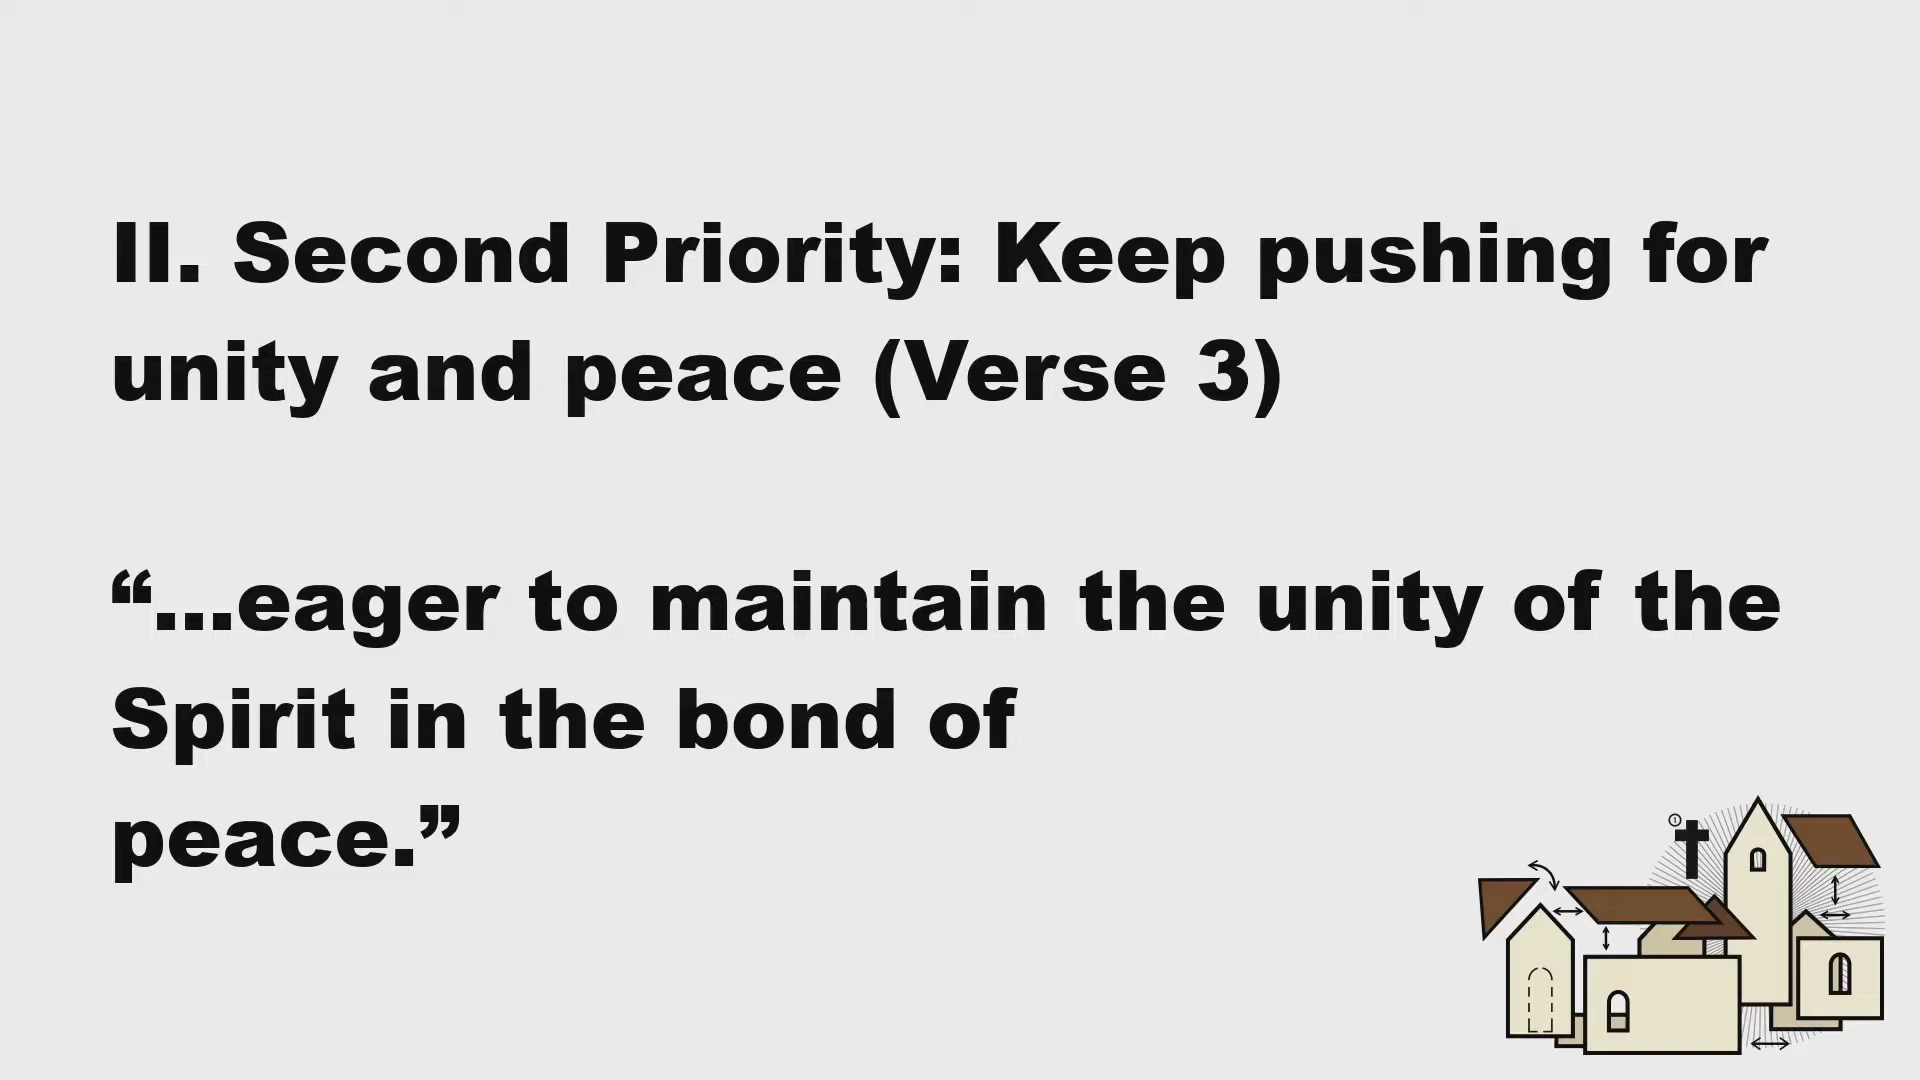 II. Second Priority: Keep pushing for
unity and peace (Verse 3)
“...eager to maintain the unity of the
Spirit in the bond of
peace.”
1